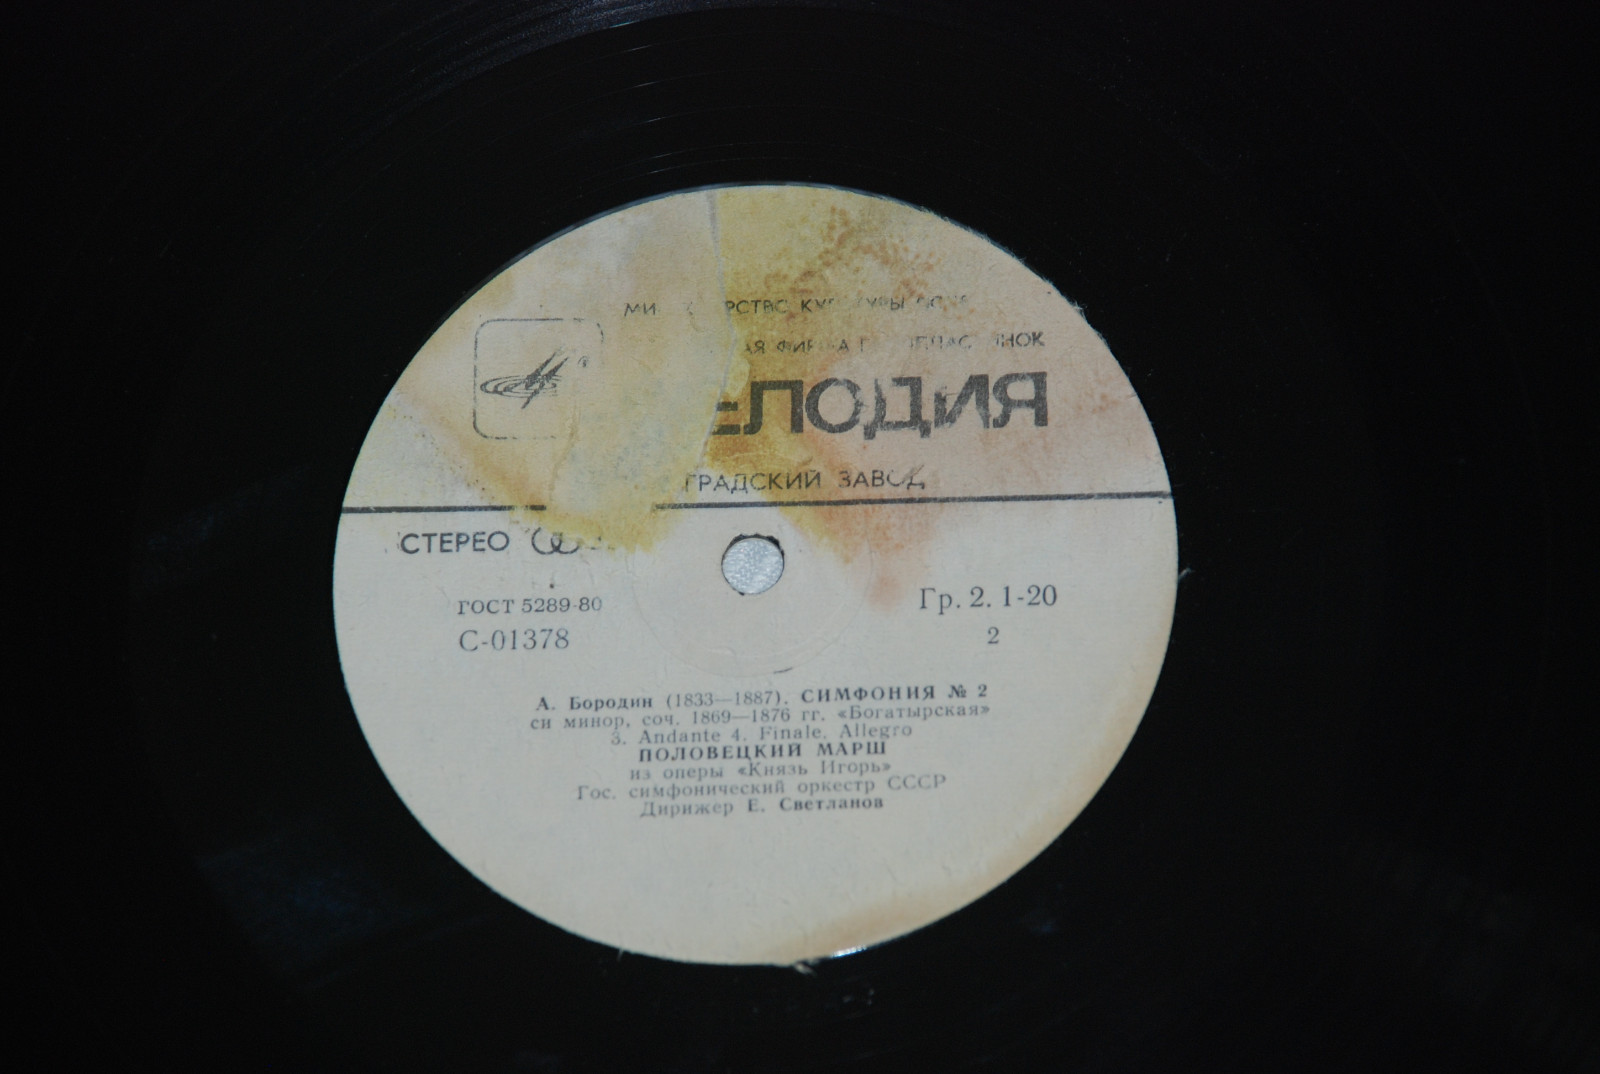 ФИРМА
ЕЛОДИЯ
ГРАДСКИЙ ЗАВОД
СТЕРЕО
ГОСТ 5289-80
Гр. 2. 1-20
С-01378
2
А. Бородин (1833—1887). СИМФОНИЯ № 2
си минор, соч. 1869—1876 гг. «Богатырская»
3. Andante 4. Finale. Allegro
ПОЛОВЕЦКИЙ МАРШ
из оперы «Князь Игорь»
Гос. симфонический оркестр СССР
Дирижер Е. Светланов